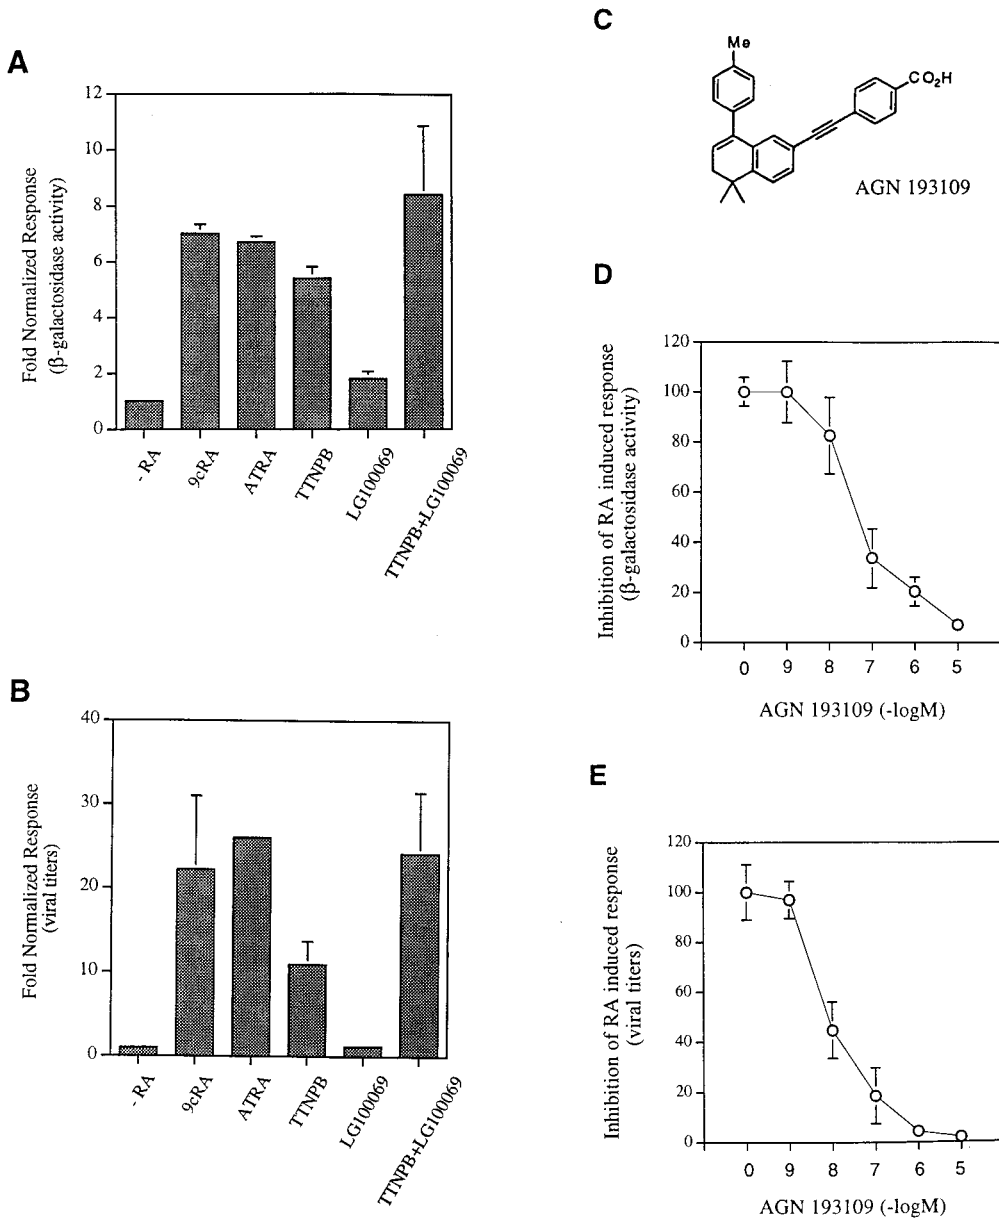 A
Fold Normalized Response
(β-galactosidase activity)
12
10
8
6
4
2
0
- RA
9cRA
ATRA
TTNPB
LG100069
TTNPB+LG100069
B
Fold Normalized Response
(viral titers)
40
30
20
10
0
- RA
9cRA
ATRA
TTNPB
LG100069
TTNPB+LG100069
C
Me
CO₂H
AGN 193109
D
Inhibition of RA induced response
(β-galactosidase activity)
120
100
80
60
40
20
0
0 9 8 7 6 5
AGN 193109 (-logM)
E
Inhibition of RA induced response
(viral titers)
120
100
80
60
40
20
0
0 9 8 7 6 5
AGN 193109 (-logM)